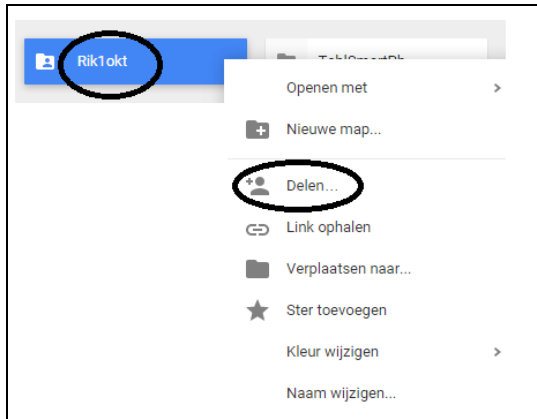 Rik1okt
Openen met
Nieuwe map...
Delen...
Link ophalen
Verplaatsen naar...
Ster toevoegen
Kleur wijzigen
Naam wijzigen...